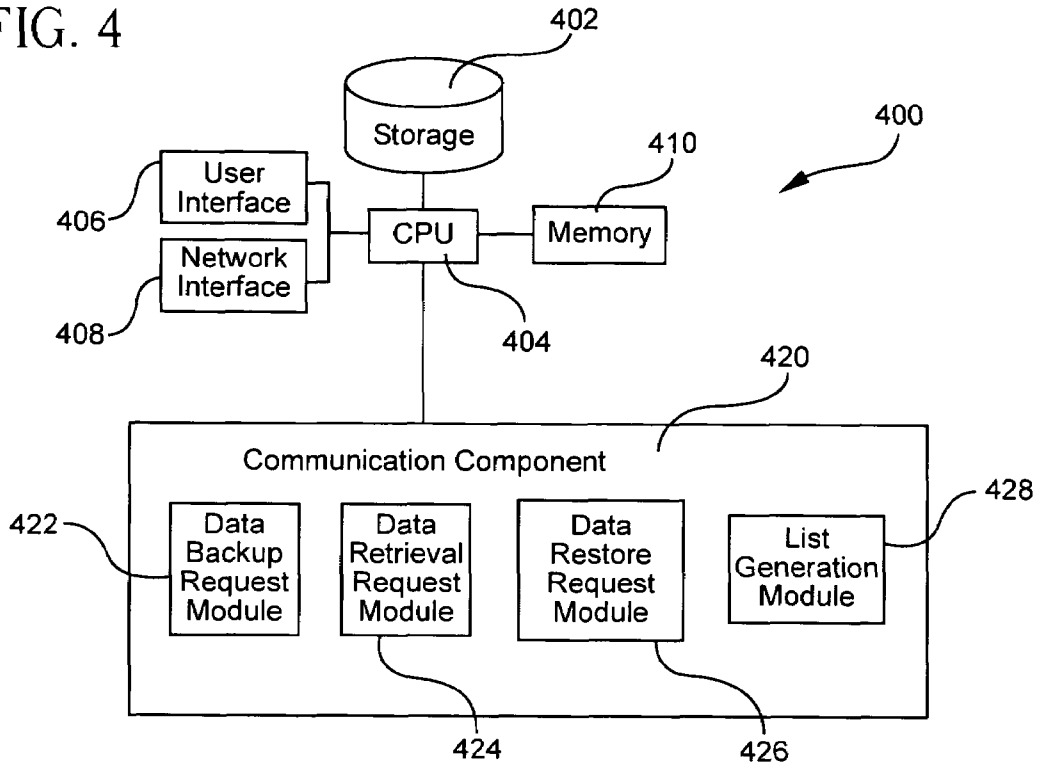 FIG. 4
402
Storage
400
410
User
Interface
406
CPU
Memory
Network
Interface
408
404
420
Communication Component
428
422
Data
Backup
Request
Module
Data
Retrieval
Request
Module
Data
Restore
Request
Module
List
Generation
Module
424
426